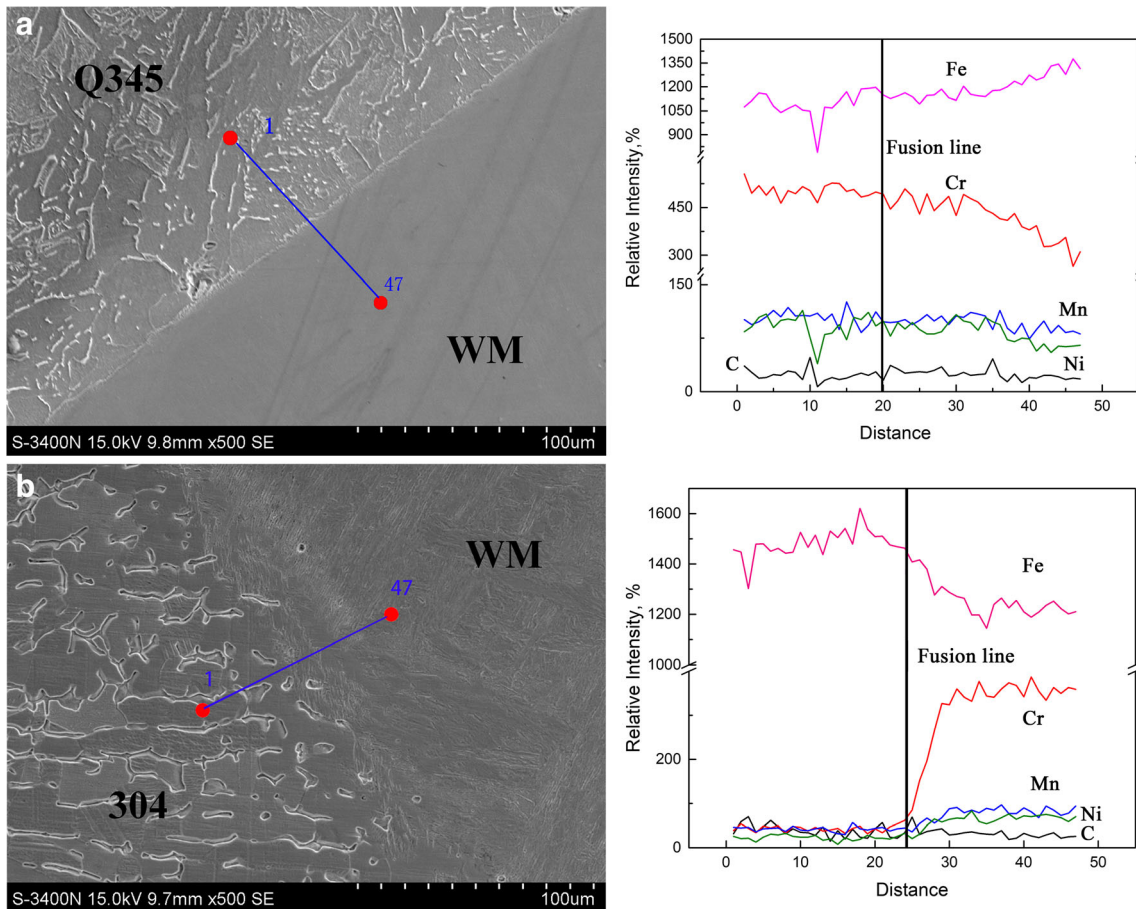 a
Q345
1
47
WM
S-3400N 15.0kV 9.8mm x500 SE
100um
Relative Intensity,%
1500
1350
1200
1050
900
450
300
150
0
Fe
Fusion line
Cr
Mn
C
Ni
0 10 20 30 40 50
Distance
b
WM
47
1
304
S-3400N 15.0kV 9.7mm x500 SE
100um
Relative Intensity, %
1600
1400
1200
1000
200
0
Fe
Fusion line
Cr
Mn
Ni
C
0 10 20 30 40 50
Distance